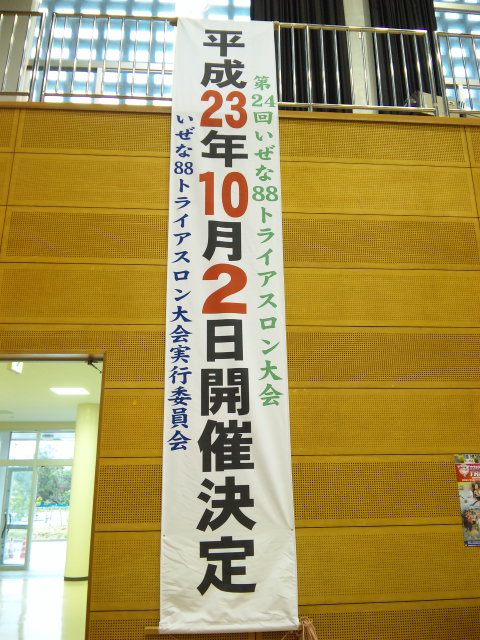 第24回いぜな88トライアスロン大会
平成23年10月2日開催決定
いぜな88トライアスロン大会実行委員会